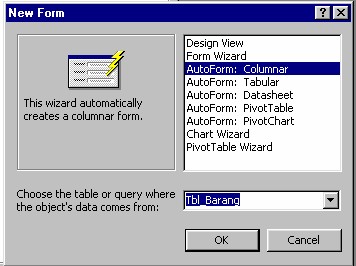 New Form
This wizard automatically
creates a columnar form.
Design View
Form Wizard
AutoForm: Columnar
AutoForm: Tabular
AutoForm: Datasheet
AutoForm: PivotTable
AutoForm: PivotChart
Chart Wizard
PivotTable Wizard
Choose the table or query where
the object's data comes from:
Tbl_Barang
OK
Cancel